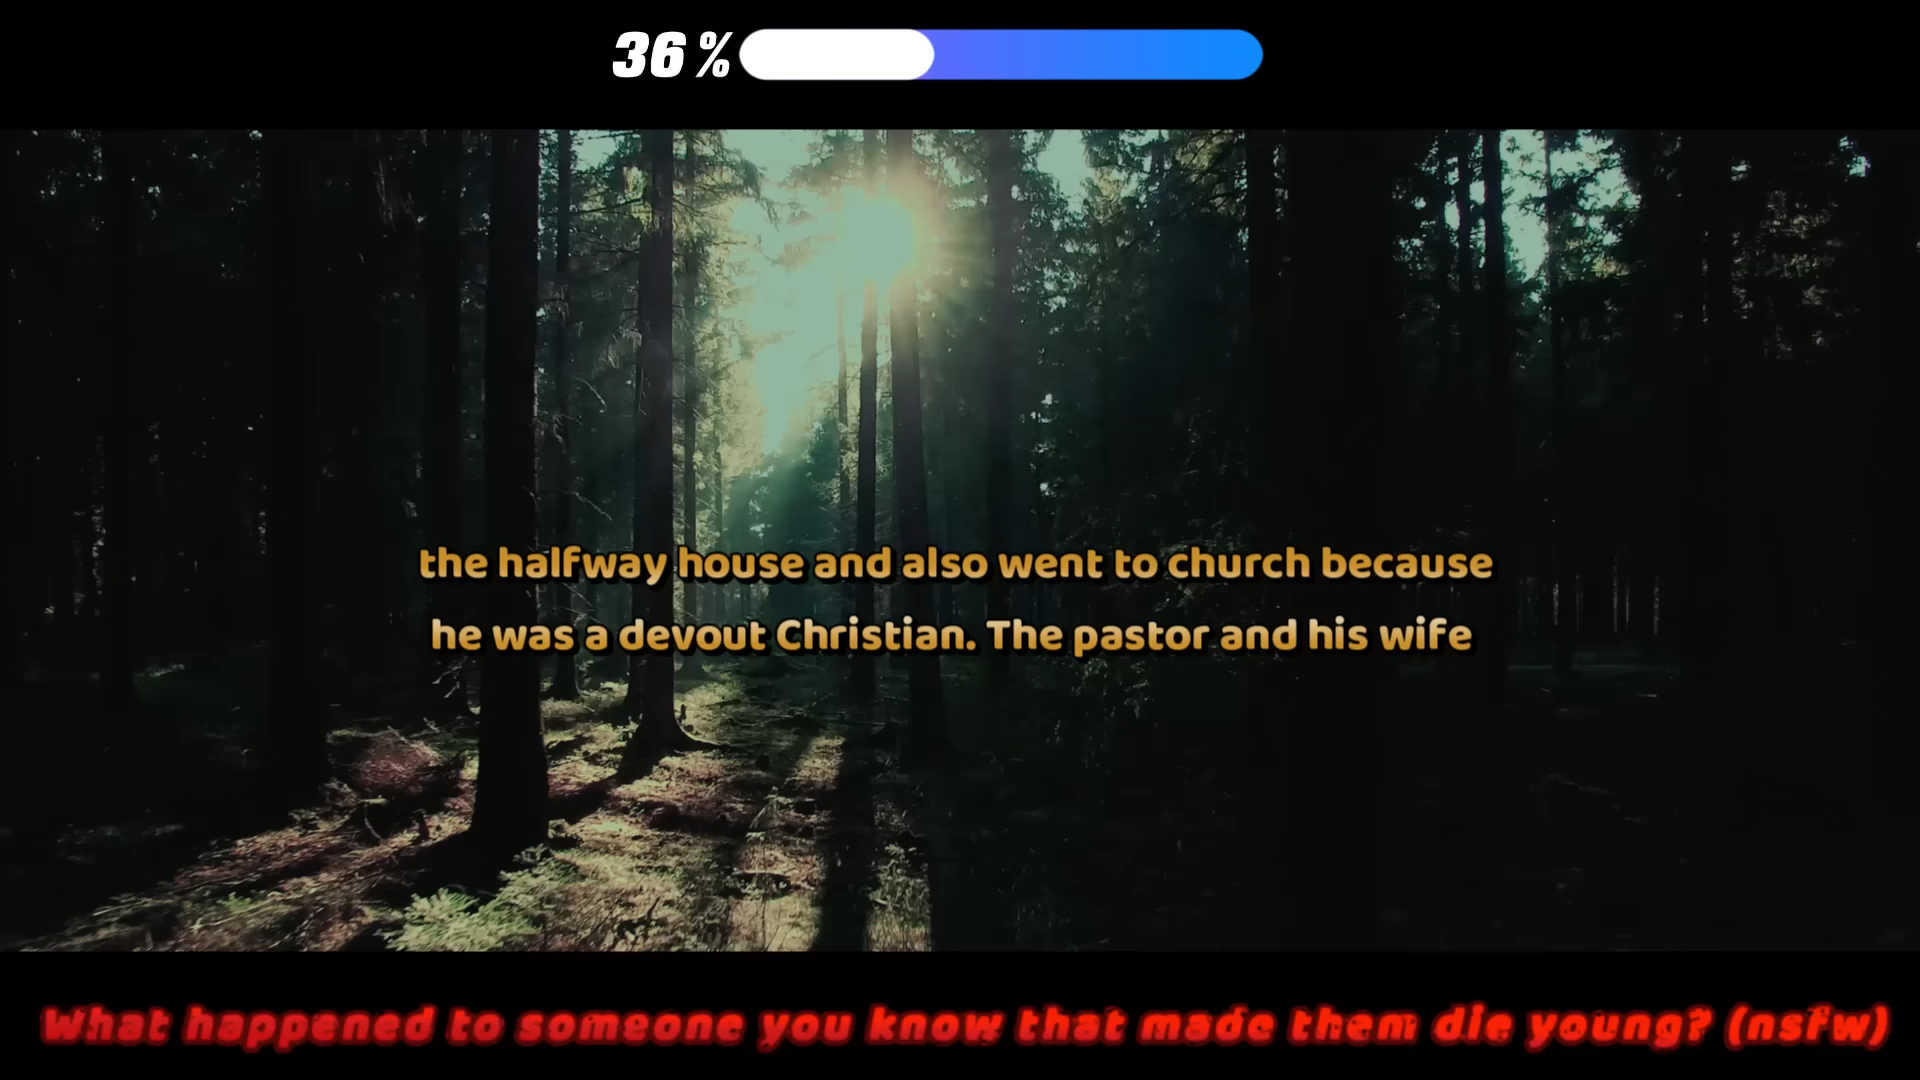 36%
the halfway house and also went to church because
he was a devout Christian. The pastor and his wife
What happened to someone you know that made them die young? (nsfw)